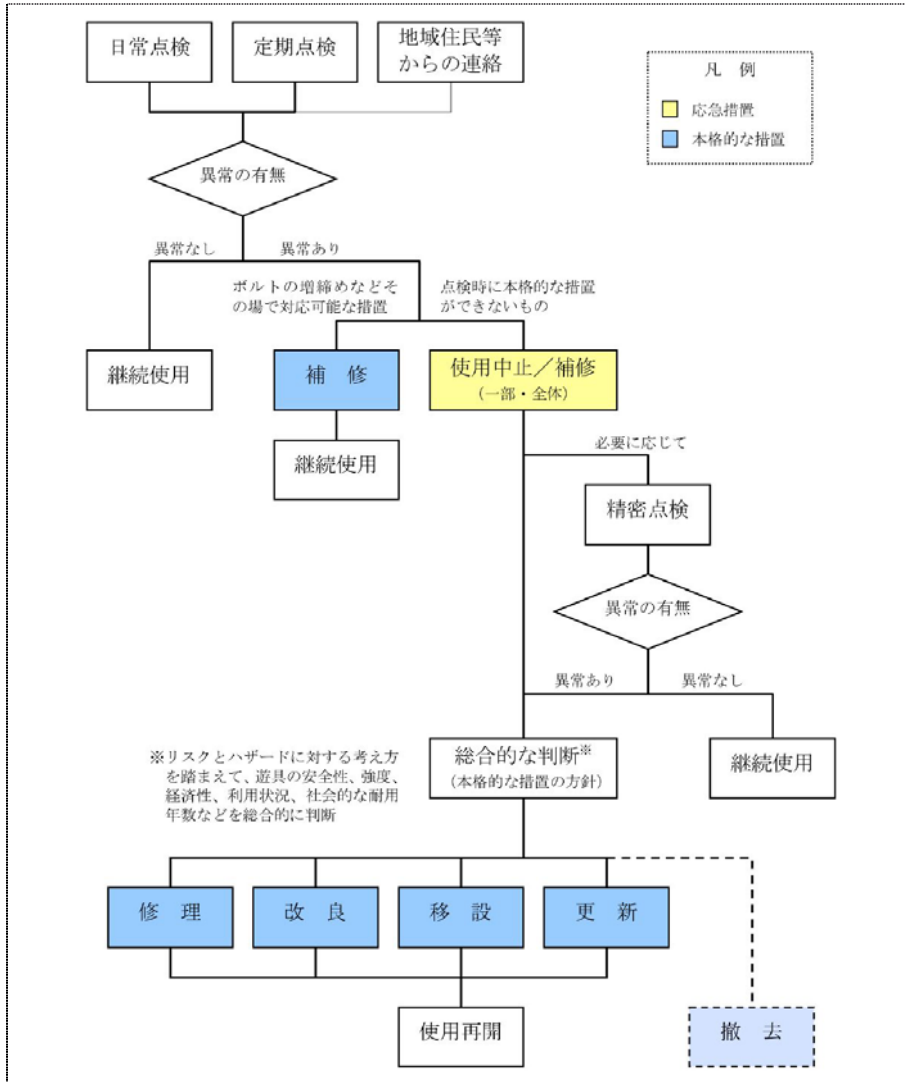 日常点検
定期点検
地域住民等
からの連絡
凡　例
応急措置
本格的な措置
異常の有無
異常なし
異常あり
ボルトの増締めなどそ
の場で対応可能な措置
点検時に本格的な措置
ができないもの
継続使用
補　修
使用中止／補修
（一部・全体）
継続使用
必要に応じて
精密点検
異常の有無
異常あり
異常なし
※リスクとハザードに対する考え方
を踏まえて、遊具の安全性、強度、
経済性、利用状況、社会的な耐用
年数などを総合的に判断
総合的な判断※
（本格的な措置の方針）
継続使用
修　理
改　良
移　設
更　新
使用再開
撤　去